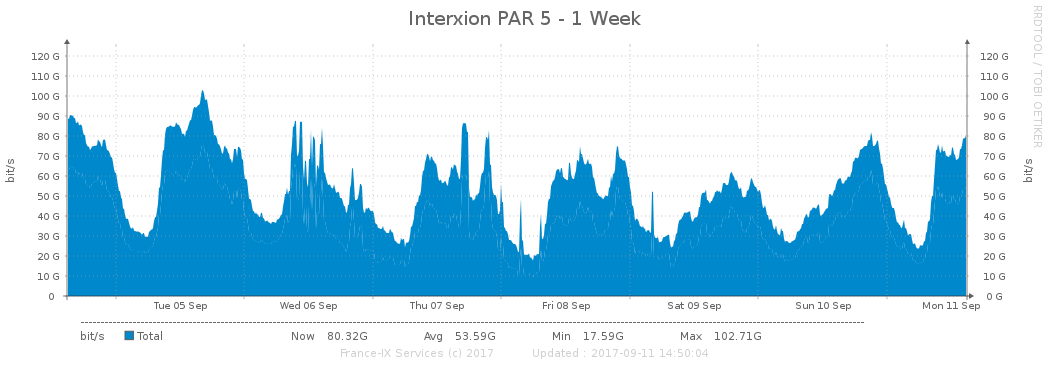 Interxion PAR 5 - 1 Week
RRDTOOL / TOBI OETIKER
bit/s
120 G 120 G
110 G 110 G
100 G 100 G
90 G 90 G
80 G 80 G
70 G 70 G
60 G 60 G
50 G 50 G
40 G 40 G
30 G 30 G
20 G 20 G
10 G 10 G
0 0 G
bit/s
Tue 05 Sep Wed 06 Sep Thu 07 Sep Fri 08 Sep Sat 09 Sep Sun 10 Sep Mon 11 Sep
bit/s Total Now 80.32G Avg 53.59G Min 17.59G Max 102.71G
France-IX Services (c) 2017 Updated : 2017-09-11 14:50:04